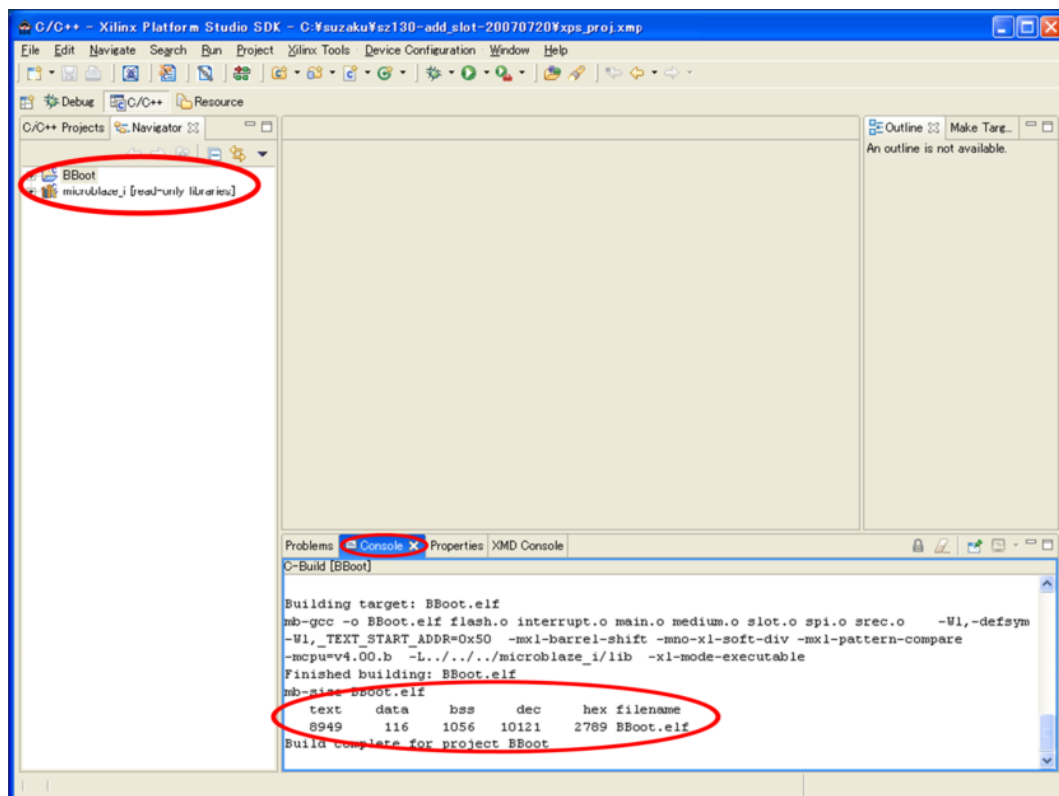 C/C++ - Xilinx Platform Studio SDK - C:¥suzaku¥sz130-add_slot-20070720¥xps_proj.xmp
File Edit Navigate Search Run Project Xilinx Tools Device Configuration Window Help
Debug C/C++ Resource
C/C++ Projects Navigator
Outline Make Targ...
An outline is not available.
BBoot
microblaze_i [read-only libraries]
Problems Console Properties XMD Console
C-Build [BBoot]
Building target: BBoot.elf
mb-gcc -o BBoot.elf flash.o interrupt.o main.o medium.o slot.o spi.o srec.o -Wl,-defsym
-Wl,_TEXT_START_ADDR=0x50 -mxl-barrel-shift -mno-xl-soft-div -mxl-pattern-compare
-mcpu=v4.00.b -L../../../microblaze_i/lib -xl-mode-executable
Finished building: BBoot.elf
mb-size BBoot.elf
text data bss dec hex filename
8949 116 1056 10121 2789 BBoot.elf
Build complete for project BBoot